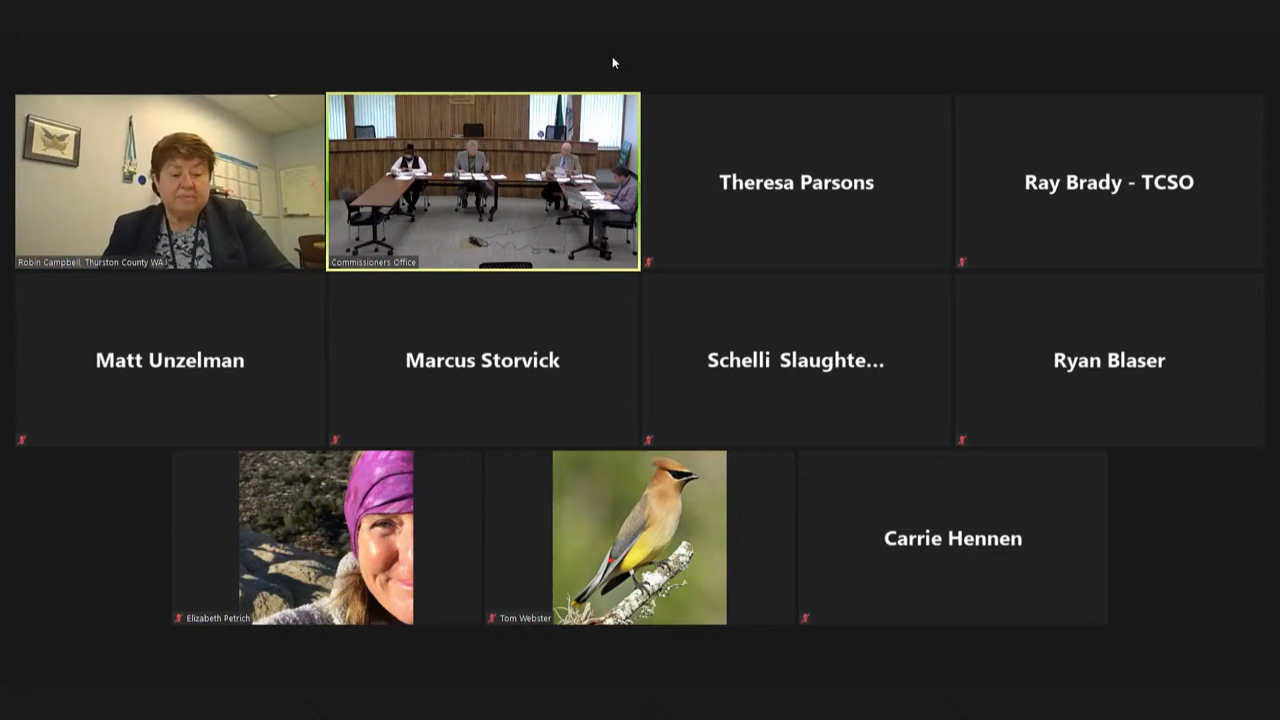 Robin Campbell, Thurston County WA
Commissioners Office
Theresa Parsons
Ray Brady - TCSO
Matt Unzelman
Marcus Storvick
Schelli Slaughte...
Ryan Blaser
Elizabeth Petrich
Tom Webster
Carrie Hennen